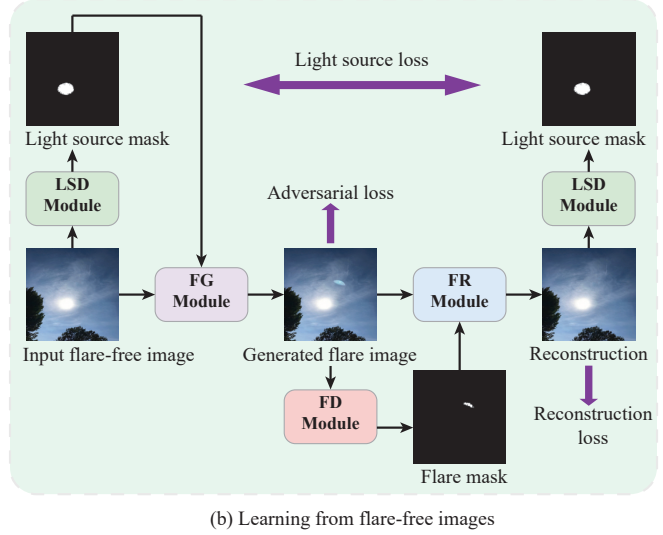 Light source loss
Light source mask
Light source mask
LSD
Module
LSD
Module
Adversarial loss
FG
Module
FR
Module
Input flare-free image
Generated flare image
Reconstruction
FD
Module
Reconstruction
loss
Flare mask
(b) Learning from flare-free images